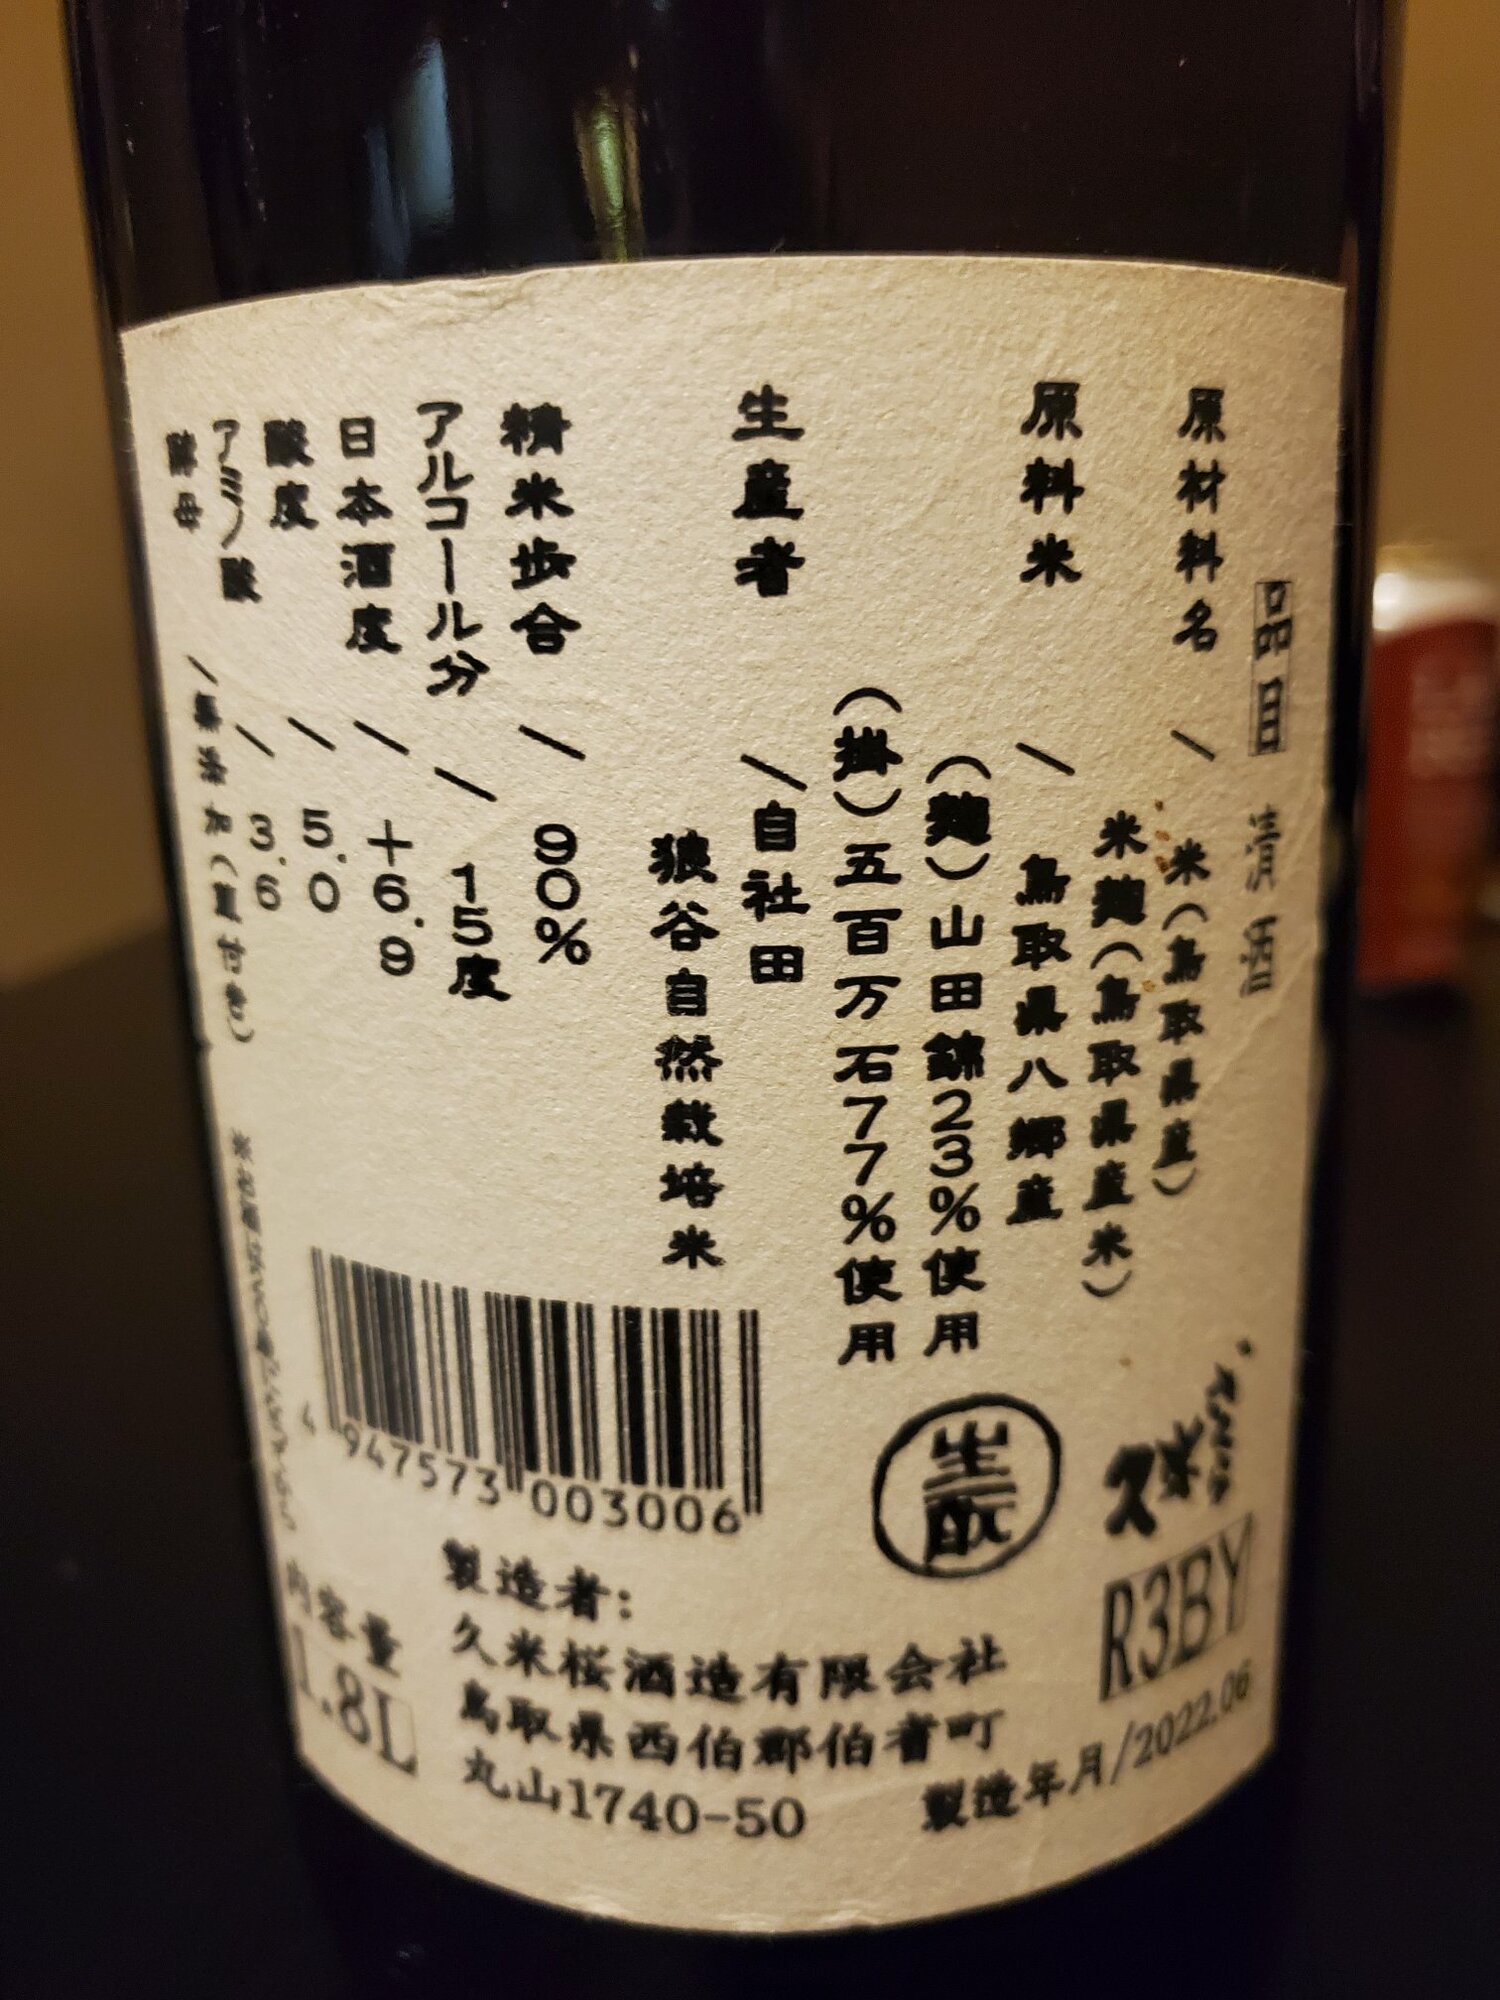 品目 清酒
原材料名／米（鳥取県産）
米麹（鳥取県産米）
原料米／鳥取県八郷産
（麹）山田錦23%使用
（掛）五百万石77%使用
生産者／自社田
狼谷自然栽培米
精米歩合／90%
アルコール分／15度
日本酒度／＋6.9
酸度／5.0
アミノ酸／3.6
酵母／無添加（蔵付き）
久米
R3BY
製造年月/2022.06
生酛
4 947573 003006
製造者：
久米桜酒造有限会社
鳥取県西伯郡伯耆町
丸山1740-50
内容量
1.8L